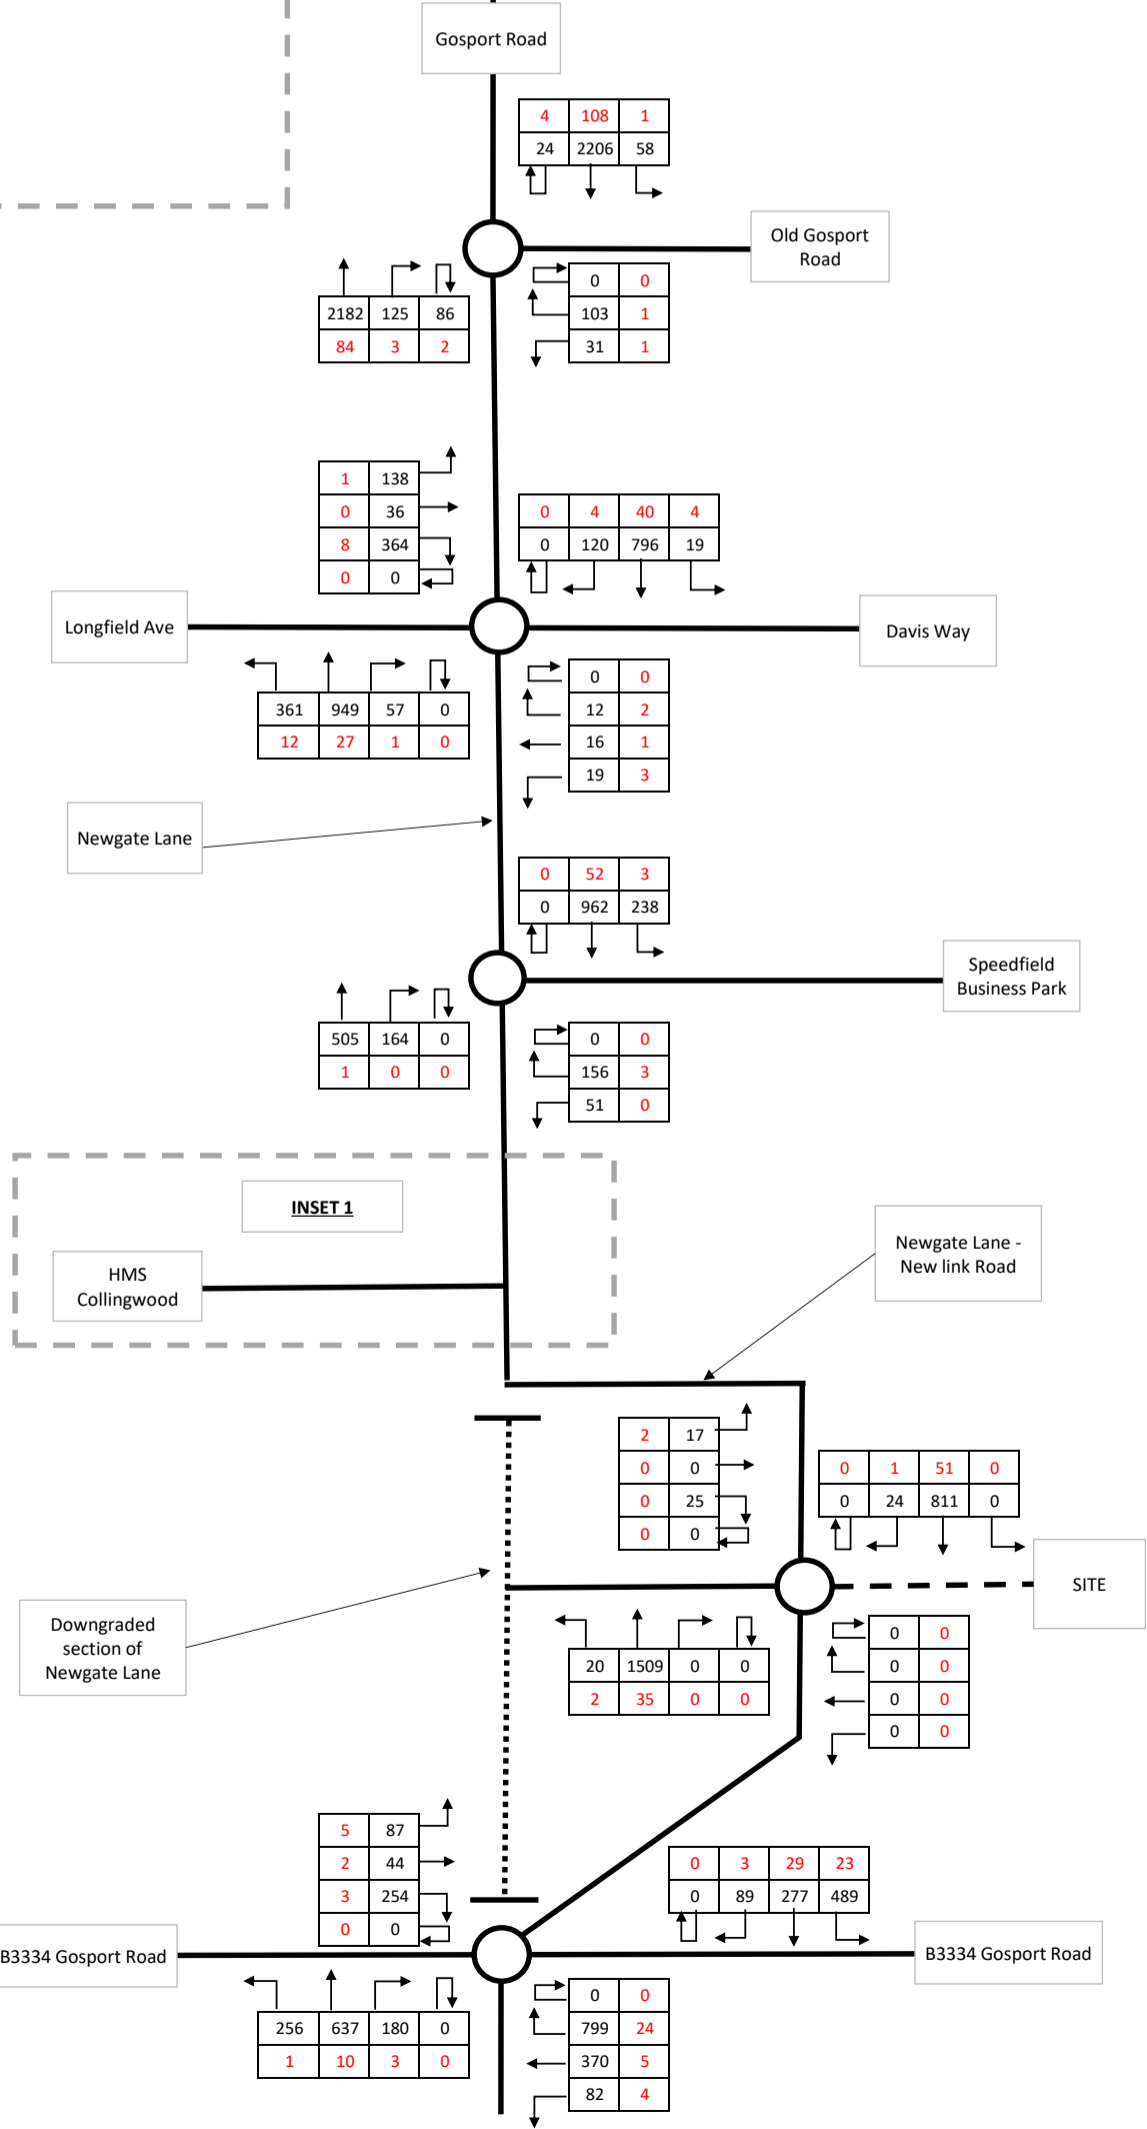 Gosport Road
4 108 1
24 2206 58
Old Gosport
Road
0 0
103 1
31 1
2182 125 86
84 3 2
1 138
0 36
8 364
0 0
0 4 40 4
0 120 796 19
Longfield Ave
Davis Way
361 949 57 0
12 27 1 0
0 0
12 2
16 1
19 3
Newgate Lane
0 52 3
0 962 238
Speedfield
Business Park
505 164 0
1 0 0
0 0
156 3
51 0
INSET 1
HMS
Collingwood
Newgate Lane -
New link Road
2 17
0 0
0 25
0 0
0 1 51 0
0 24 811 0
SITE
Downgraded
section of
Newgate Lane
20 1509 0 0
2 35 0 0
0 0
0 0
0 0
0 0
5 87
2 44
3 254
0 0
0 3 29 23
0 89 277 489
B3334 Gosport Road
B3334 Gosport Road
256 637 180 0
1 10 3 0
0 0
799 24
370 5
82 4